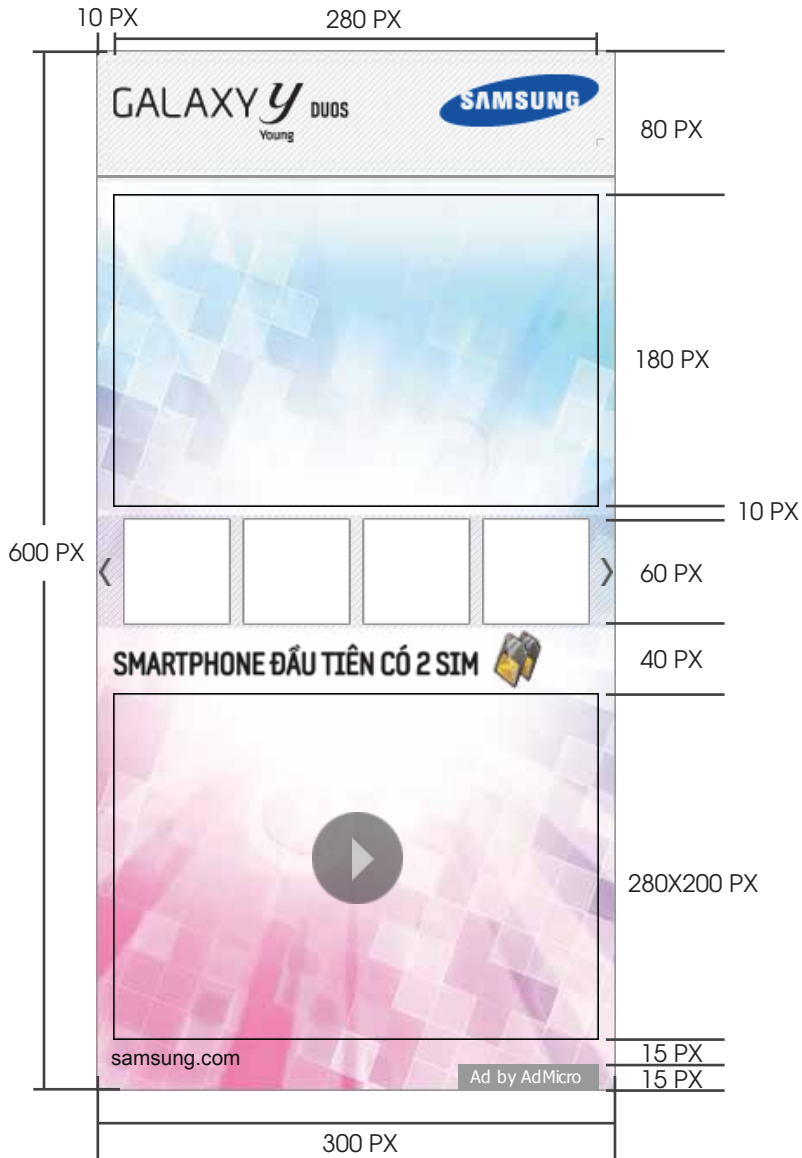 10 PX
280 PX
GALAXY y DUOS
Young
SAMSUNG
80 PX
180 PX
10 PX
600 PX
60 PX
SMARTPHONE ĐẦU TIÊN CÓ 2 SIM
40 PX
280X200 PX
samsung.com
15 PX
Ad by AdMicro
15 PX
300 PX